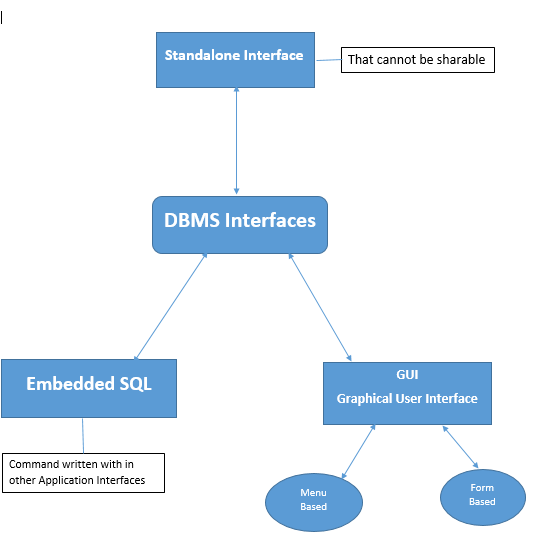 Standalone Interface
That cannot be sharable
DBMS Interfaces
Embedded SQL
GUI
Graphical User Interface
Command written with in
other Application Interfaces
Menu
Based
Form
Based